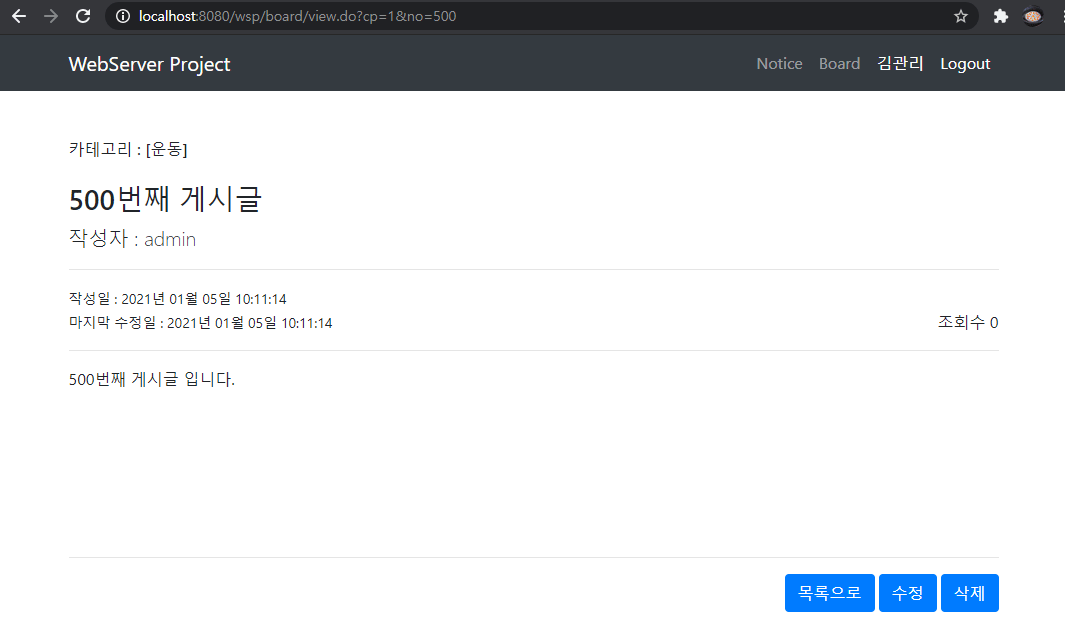 localhost:8080/wsp/board/view.do?cp=1&no=500
WebServer Project Notice Board 김관리 Logout
카테고리 : [운동]
500번째 게시글
작성자 : admin
작성일 : 2021년 01월 05일 10:11:14
마지막 수정일 : 2021년 01월 05일 10:11:14 조회수 0
500번째 게시글 입니다.
목록으로 수정 삭제